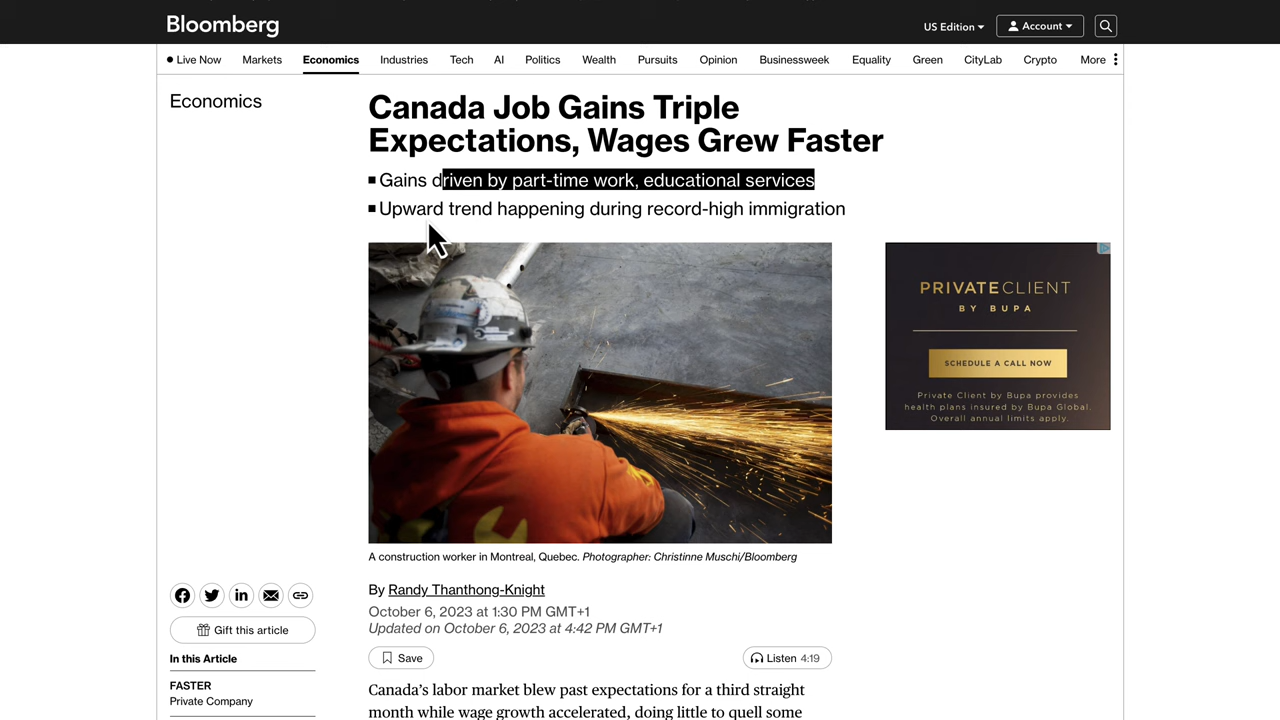 Bloomberg
US Edition
Account
Live Now
Markets
Economics
Industries
Tech
AI
Politics
Wealth
Pursuits
Opinion
Businessweek
Equality
Green
CityLab
Crypto
More
Economics
Canada Job Gains Triple
Expectations, Wages Grew Faster
Gains driven by part-time work, educational services
Upward trend happening during record-high immigration
PRIVATECLIENT
BY BUPA
SCHEDULE A CALL NOW
Private Client by Bupa provides
health plans insured by Bupa Global.
Overall annual limits apply.
A construction worker in Montreal, Quebec. Photographer: Christinne Muschi/Bloomberg
By Randy Thanthong-Knight
October 6, 2023 at 1:30 PM GMT+1
Updated on October 6, 2023 at 4:42 PM GMT+1
Gift this article
Save
Listen 4:19
In this Article
FASTER
Private Company
Canada’s labor market blew past expectations for a third straight
month while wage growth accelerated, doing little to quell some